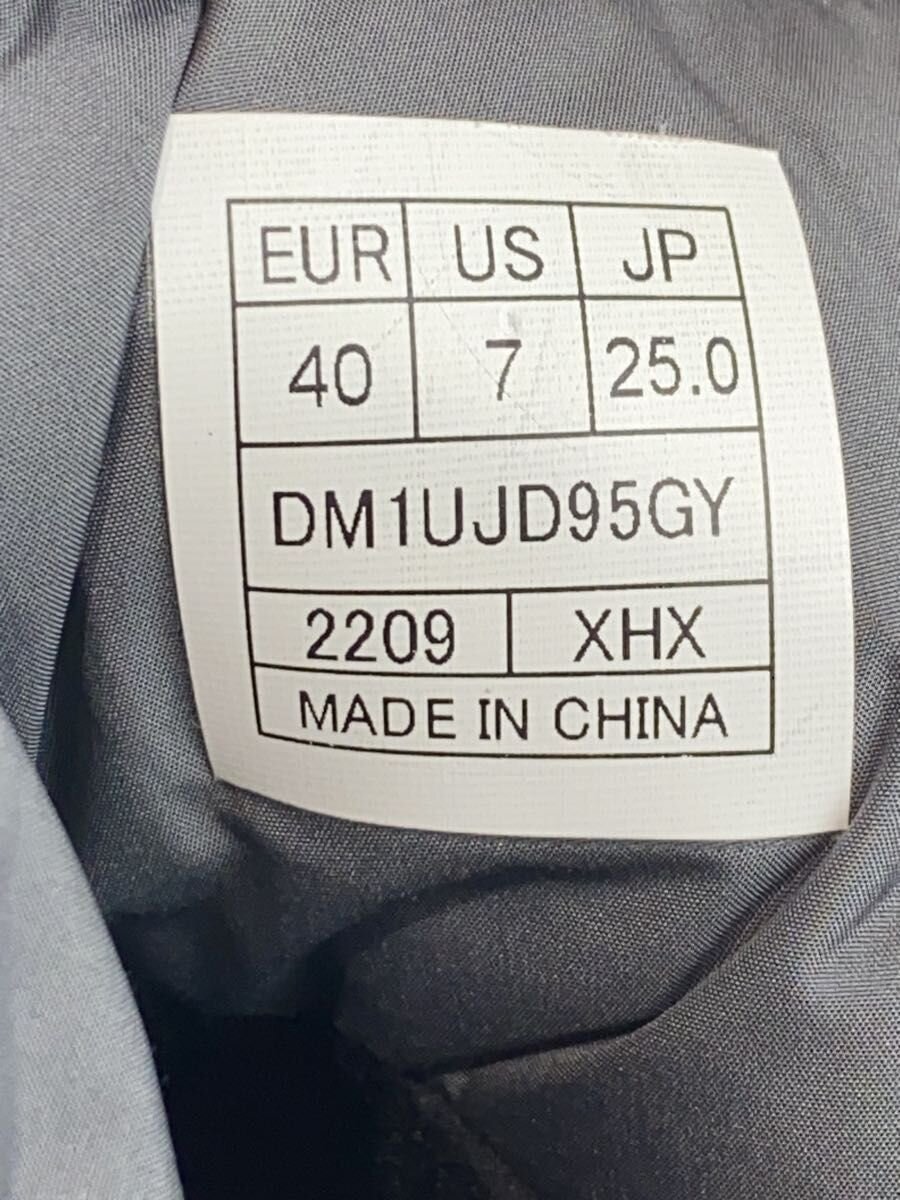 EUR US JP
40 7 25.0
DM1UJD95GY
2209 XHX
MADE IN CHINA